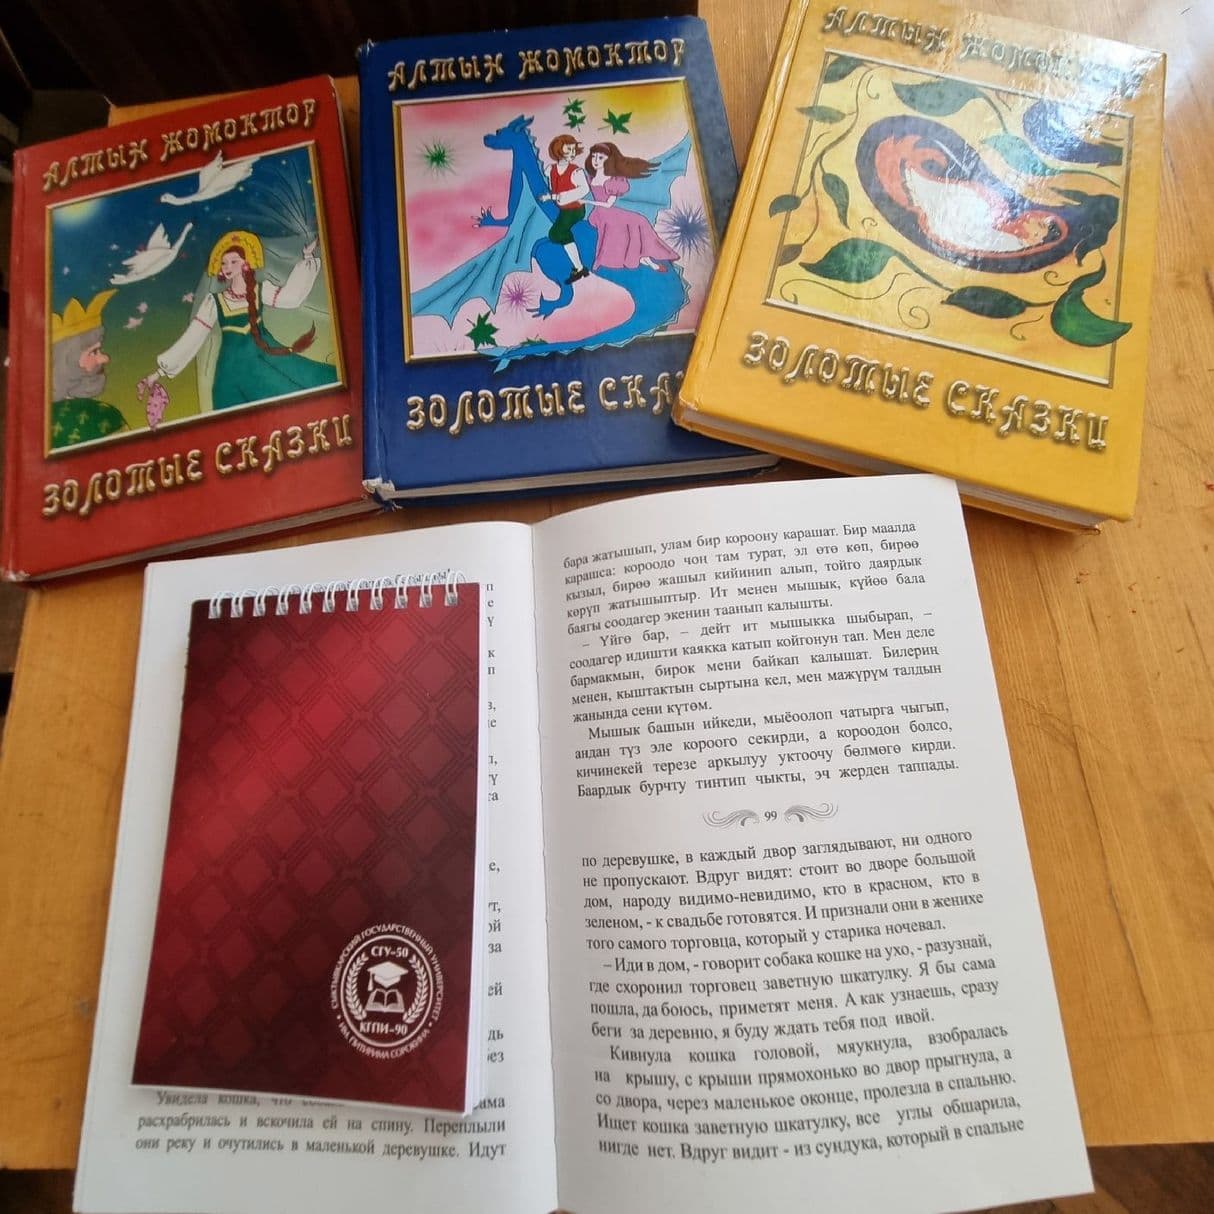 АЛТЫН ЖОМОКТОР
ЗОЛОТЫЕ СКАЗКИ
АЛТЫН ЖОМОКТОР
ЗОЛОТЫЕ СКА
АЛТЫН ЖОМОКТОР
ЗОЛОТЫЕ СКАЗКИ
СЫКТЫВКАРСКИЙ ГОСУДАРСТВЕННЫЙ УНИВЕРСИТЕТ
СГУ-50
КГПИ-90
ИМ. ПИТИРИМА СОРОКИНА
Увидела кошка, что
расхрабрилась и вскочила ей на спину. Переплыли
они реку и очутились в маленькой деревушке. Идут
бара жатышып, улам бир короону карашат. Бир маалда
карашса: короодо чоң там турат, эл өтө көп, бирөө
кызыл, бирөө жашыл кийинип алып, тойго даярдык
көрүп жатышыптыр. Ит менен мышык, күйөө бала
баягы соодагер экенин таанып калышты.
– Үйгө бар, – дейт ит мышыкка шыбырап, –
соодагер идишти каякка катып койгонун тап. Мен деле
бармакмын, бирок мени байкап калышат. Билериң
менен, кыштактын сыртына кел, мен мажүрүм талдын
жанында сени күтөм.
Мышык башын ийкеди, мыёоолоп чатырга чыгып,
андан түз эле короого секирди, а короодон болсо,
кичинекей терезе аркылуу уктоочу бөлмөгө кирди.
Баардык бурчту тинтип чыкты, эч жерден таппады.
99
по деревушке, в каждый двор заглядывают, ни одного
не пропускают. Вдруг видят: стоит во дворе большой
дом, народу видимо-невидимо, кто в красном, кто в
зеленом, - к свадьбе готовятся. И признали они в женихе
того самого торговца, который у старика ночевал.
– Иди в дом, - говорит собака кошке на ухо, - разузнай,
где схоронил торговец заветную шкатулку. Я бы сама
пошла, да боюсь, приметят меня. А как узнаешь, сразу
беги за деревню, я буду ждать тебя под ивой.
Кивнула кошка головой, мяукнула, взобралась
на крышу, с крыши прямохонько во двор прыгнула, а
со двора, через маленькое оконце, пролезла в спальню.
Ищет кошка заветную шкатулку, все углы обшарила,
нигде нет. Вдруг видит - из сундука, который в спальне